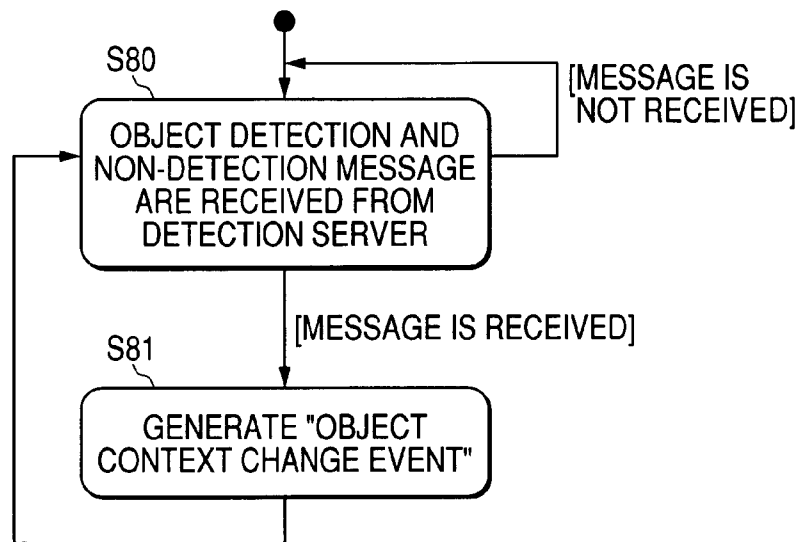 S80
[MESSAGE IS
NOT RECEIVED]
OBJECT DETECTION AND
NON-DETECTION MESSAGE
ARE RECEIVED FROM
DETECTION SERVER
[MESSAGE IS RECEIVED]
S81
GENERATE "OBJECT
CONTEXT CHANGE EVENT"